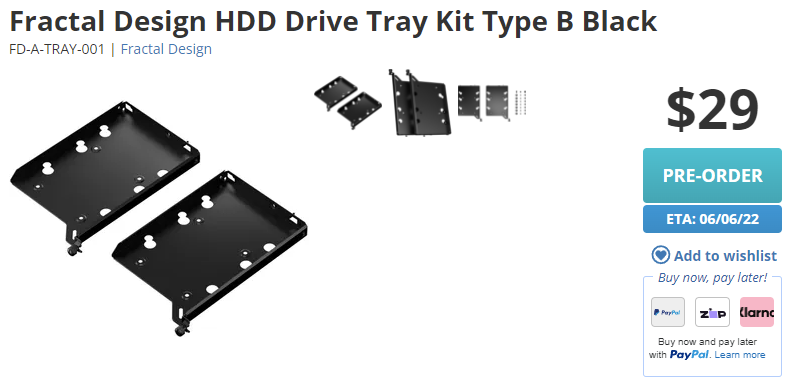 Fractal Design HDD Drive Tray Kit Type B Black
FD-A-TRAY-001 | Fractal Design
$29
PRE-ORDER
ETA: 06/06/22
Add to wishlist
Buy now, pay later!
PayPal
Zip
Klarna
Buy now and pay later
with PayPal. Learn more